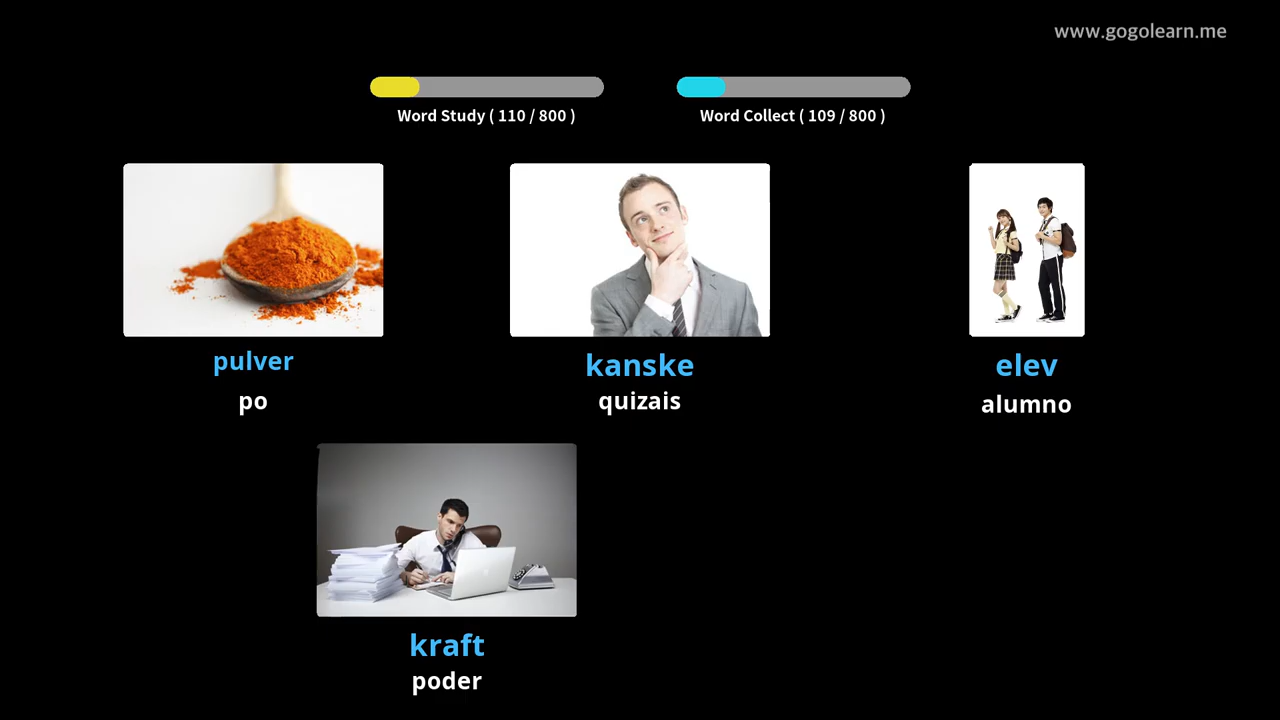 www.gogolearn.me
Word Study ( 110 / 800 )
Word Collect ( 109 / 800 )
pulver
po
kanske
quizais
elev
alumno
kraft
poder